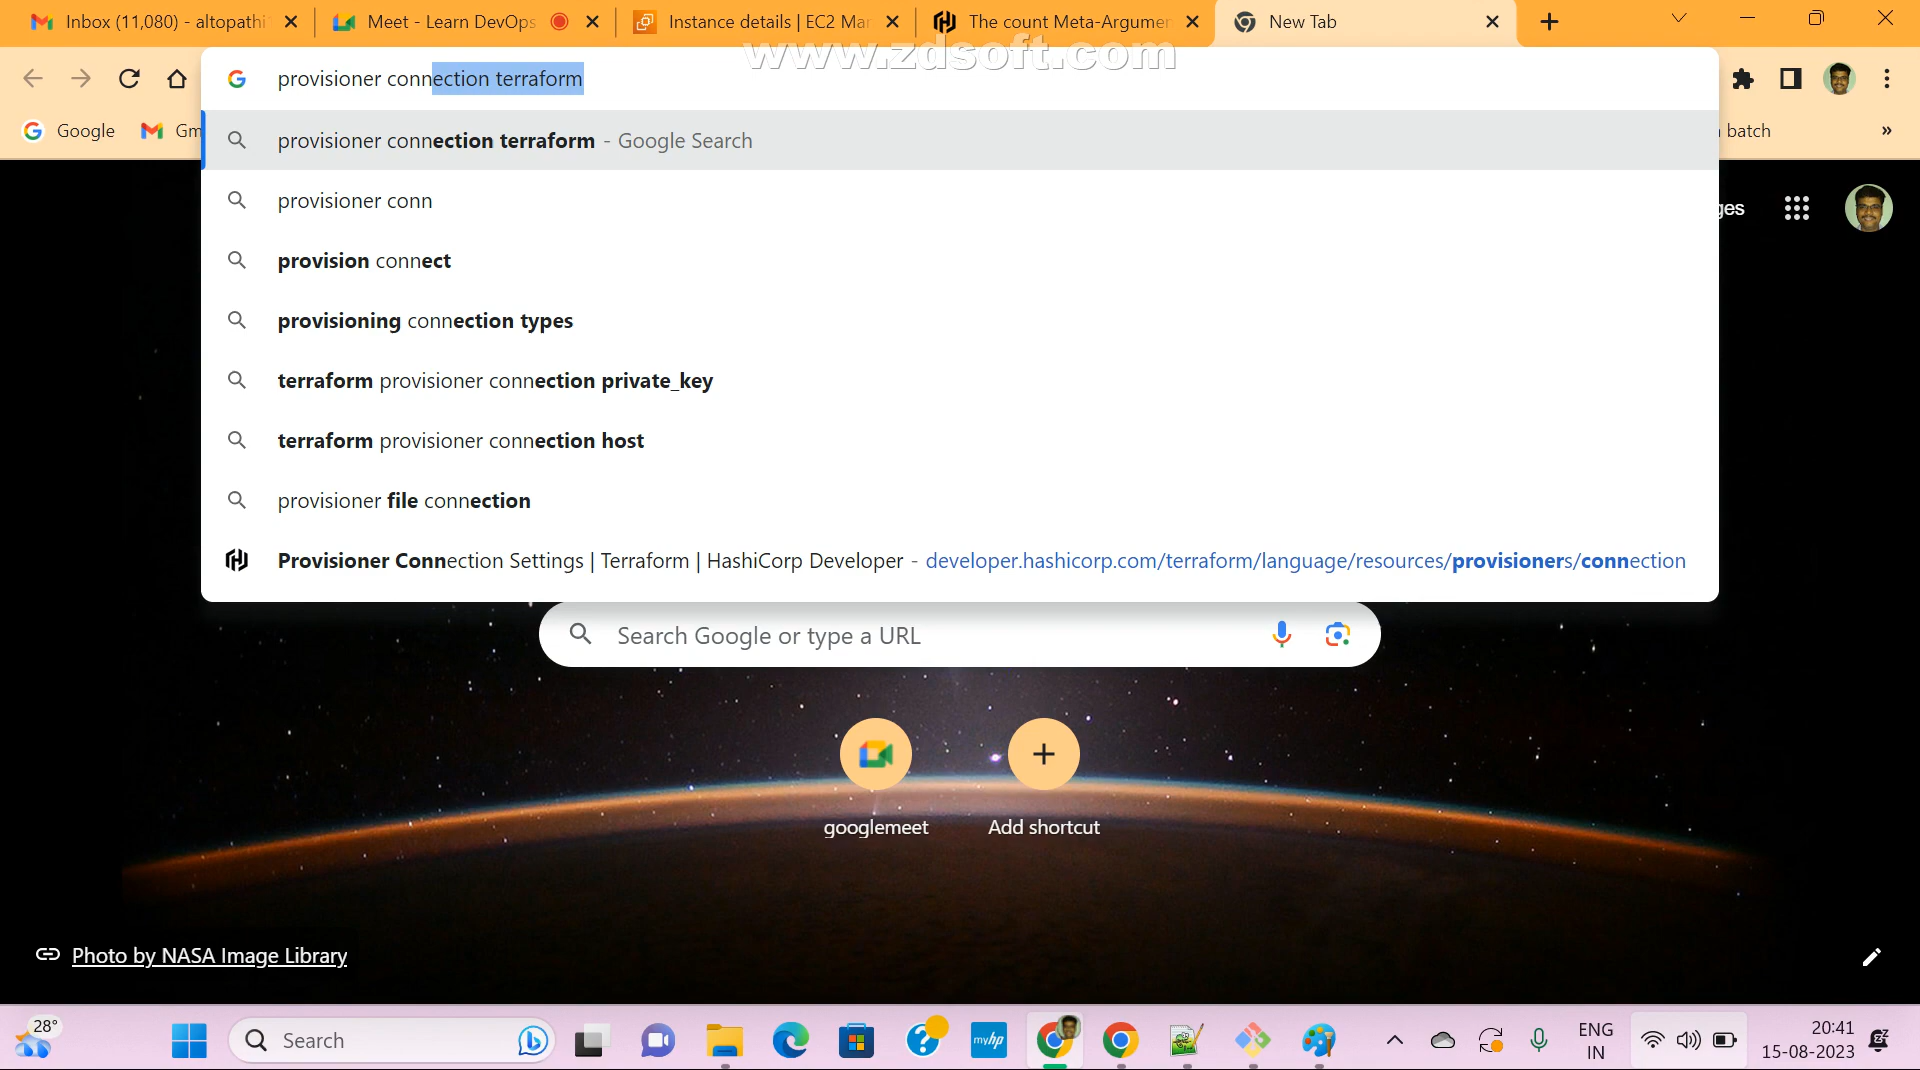 Inbox (11,080) - altopathi
Meet - Learn DevOps
Instance details | EC2 Mar
The count Meta-Argumen
New Tab
www.zdsoft.com
provisioner connection terraform
Google
Gm
batch
provisioner connection terraform - Google Search
provisioner conn
ges
provision connect
provisioning connection types
terraform provisioner connection private_key
terraform provisioner connection host
provisioner file connection
Provisioner Connection Settings | Terraform | HashiCorp Developer - developer.hashicorp.com/terraform/language/resources/provisioners/connection
Search Google or type a URL
googlemeet
Add shortcut
Photo by NASA Image Library
28°
Search
myhp
ENG
IN
20:41
15-08-2023